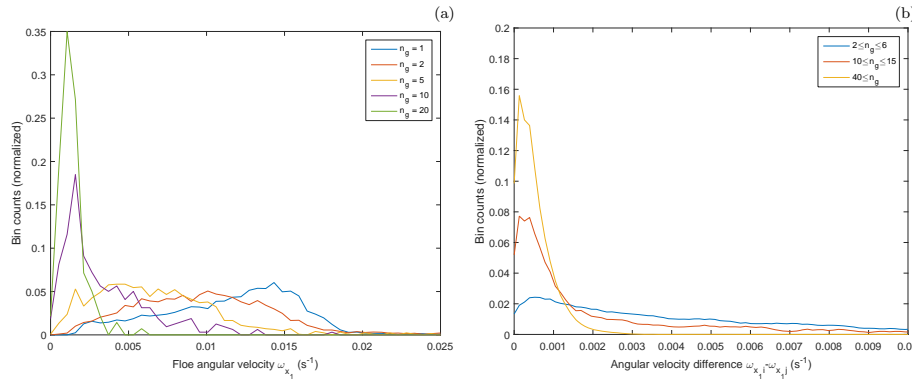 (a)
0.35
0.3
0.25
0.2
0.15
0.1
0.05
0
0 0.005 0.01 0.015 0.02 0.025
Bin counts (normalized)
Floe angular velocity ω_x_1 (s⁻¹)
n_g = 1
n_g = 2
n_g = 5
n_g = 10
n_g = 20
(b)
0.2
0.18
0.16
0.14
0.12
0.1
0.08
0.06
0.04
0.02
0
0 0.001 0.002 0.003 0.004 0.005 0.006 0.007 0.008 0.009 0.0
Bin counts (normalized)
Angular velocity difference ω_x_1i-ω_x_1j (s⁻¹)
2≤n_g≤6
10≤n_g≤15
40≤n_g